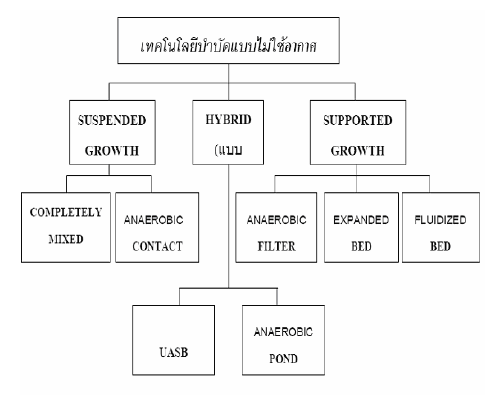 เทคโนโลยีบำบัดแบบไม่ใช้อากาศ
SUSPENDED
GROWTH
HYBRID
(แบบ
SUPPORTED
GROWTH
COMPLETELY
MIXED
ANAEROBIC
CONTACT
ANAEROBIC
FILTER
EXPANDED
BED
FLUIDIZED
BED
UASB
ANAEROBIC
POND